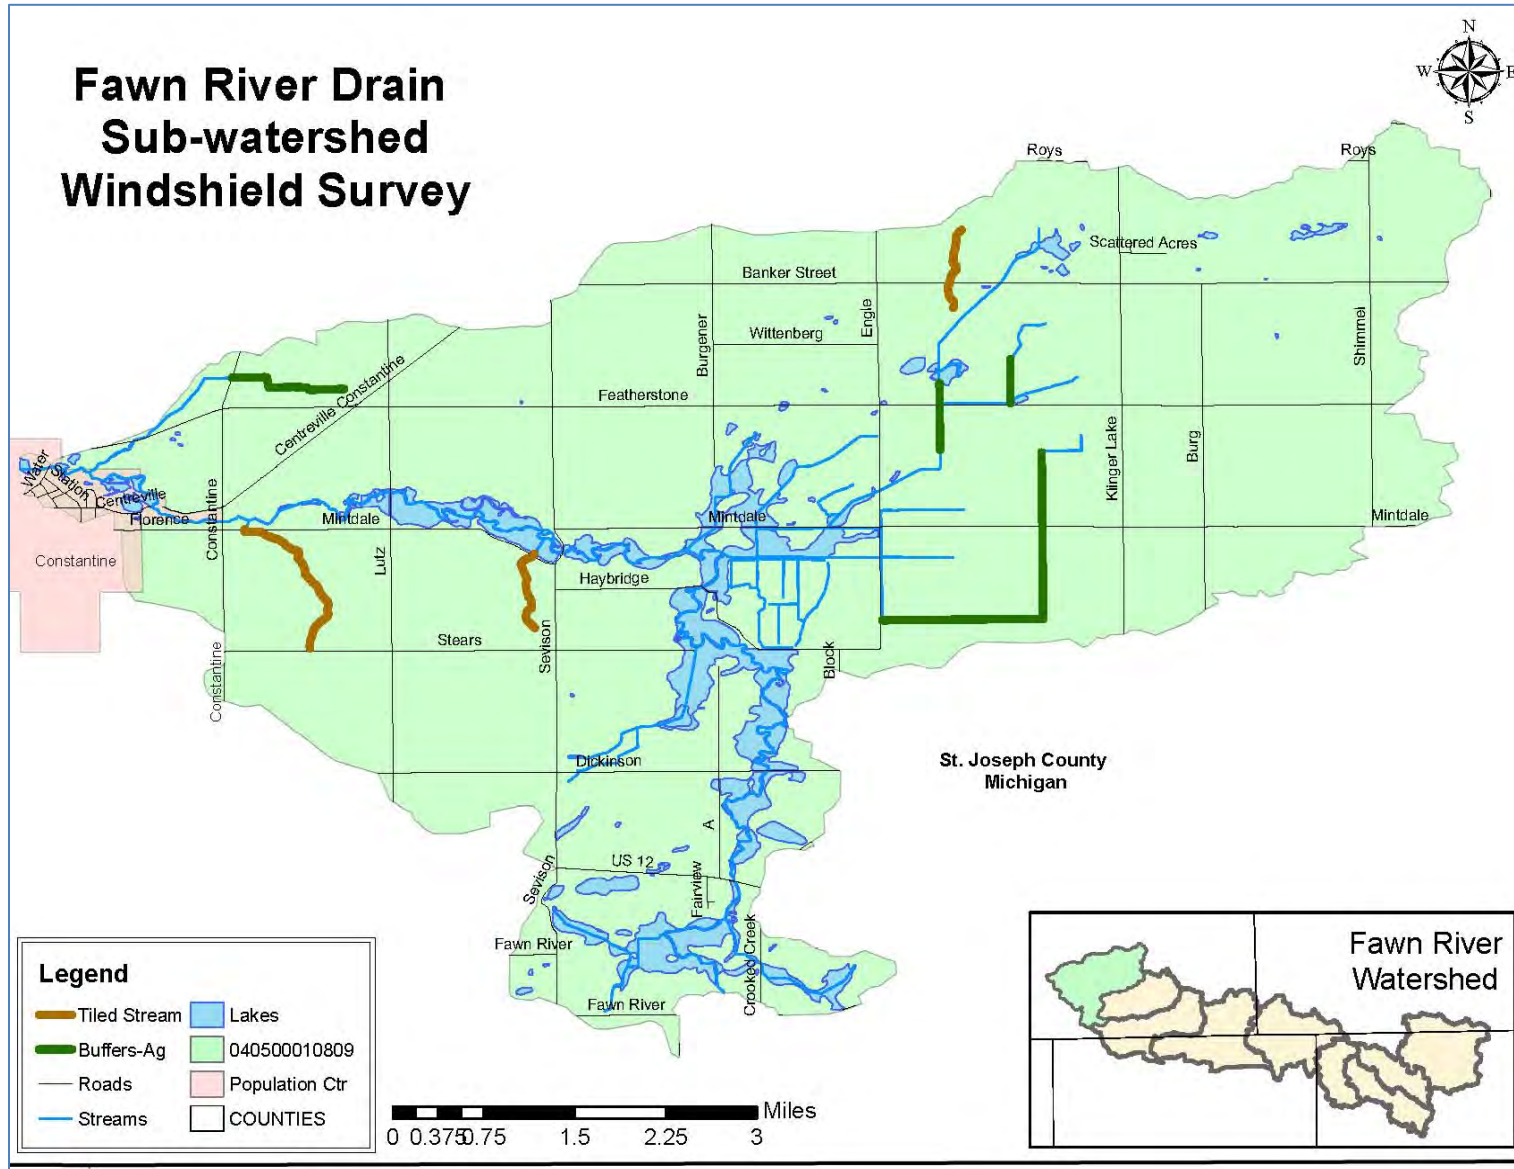 Fawn River Drain
Sub-watershed
Windshield Survey
N
W
E
S
Roys
Roys
Scattered Acres
Banker Street
Burgener
Wittenberg
Engle
Shimmel
Centreville Constantine
Featherstone
Klinger Lake
Burg
Water
Station
Centreville
Florence
Constantine
Mintdale
Mintdale
Mintdale
Constantine
Lutz
Haybridge
Stears
Sevison
Block
Constantine
Dickinson
St. Joseph County
Michigan
A
US 12
Sevison
Fairview
Fawn River
Crooked Creek
Fawn River
Legend
Tiled Stream
Lakes
Buffers-Ag
040500010809
Roads
Population Ctr
Streams
COUNTIES
Miles
0 0.375 0.75 1.5 2.25 3
Fawn River
Watershed